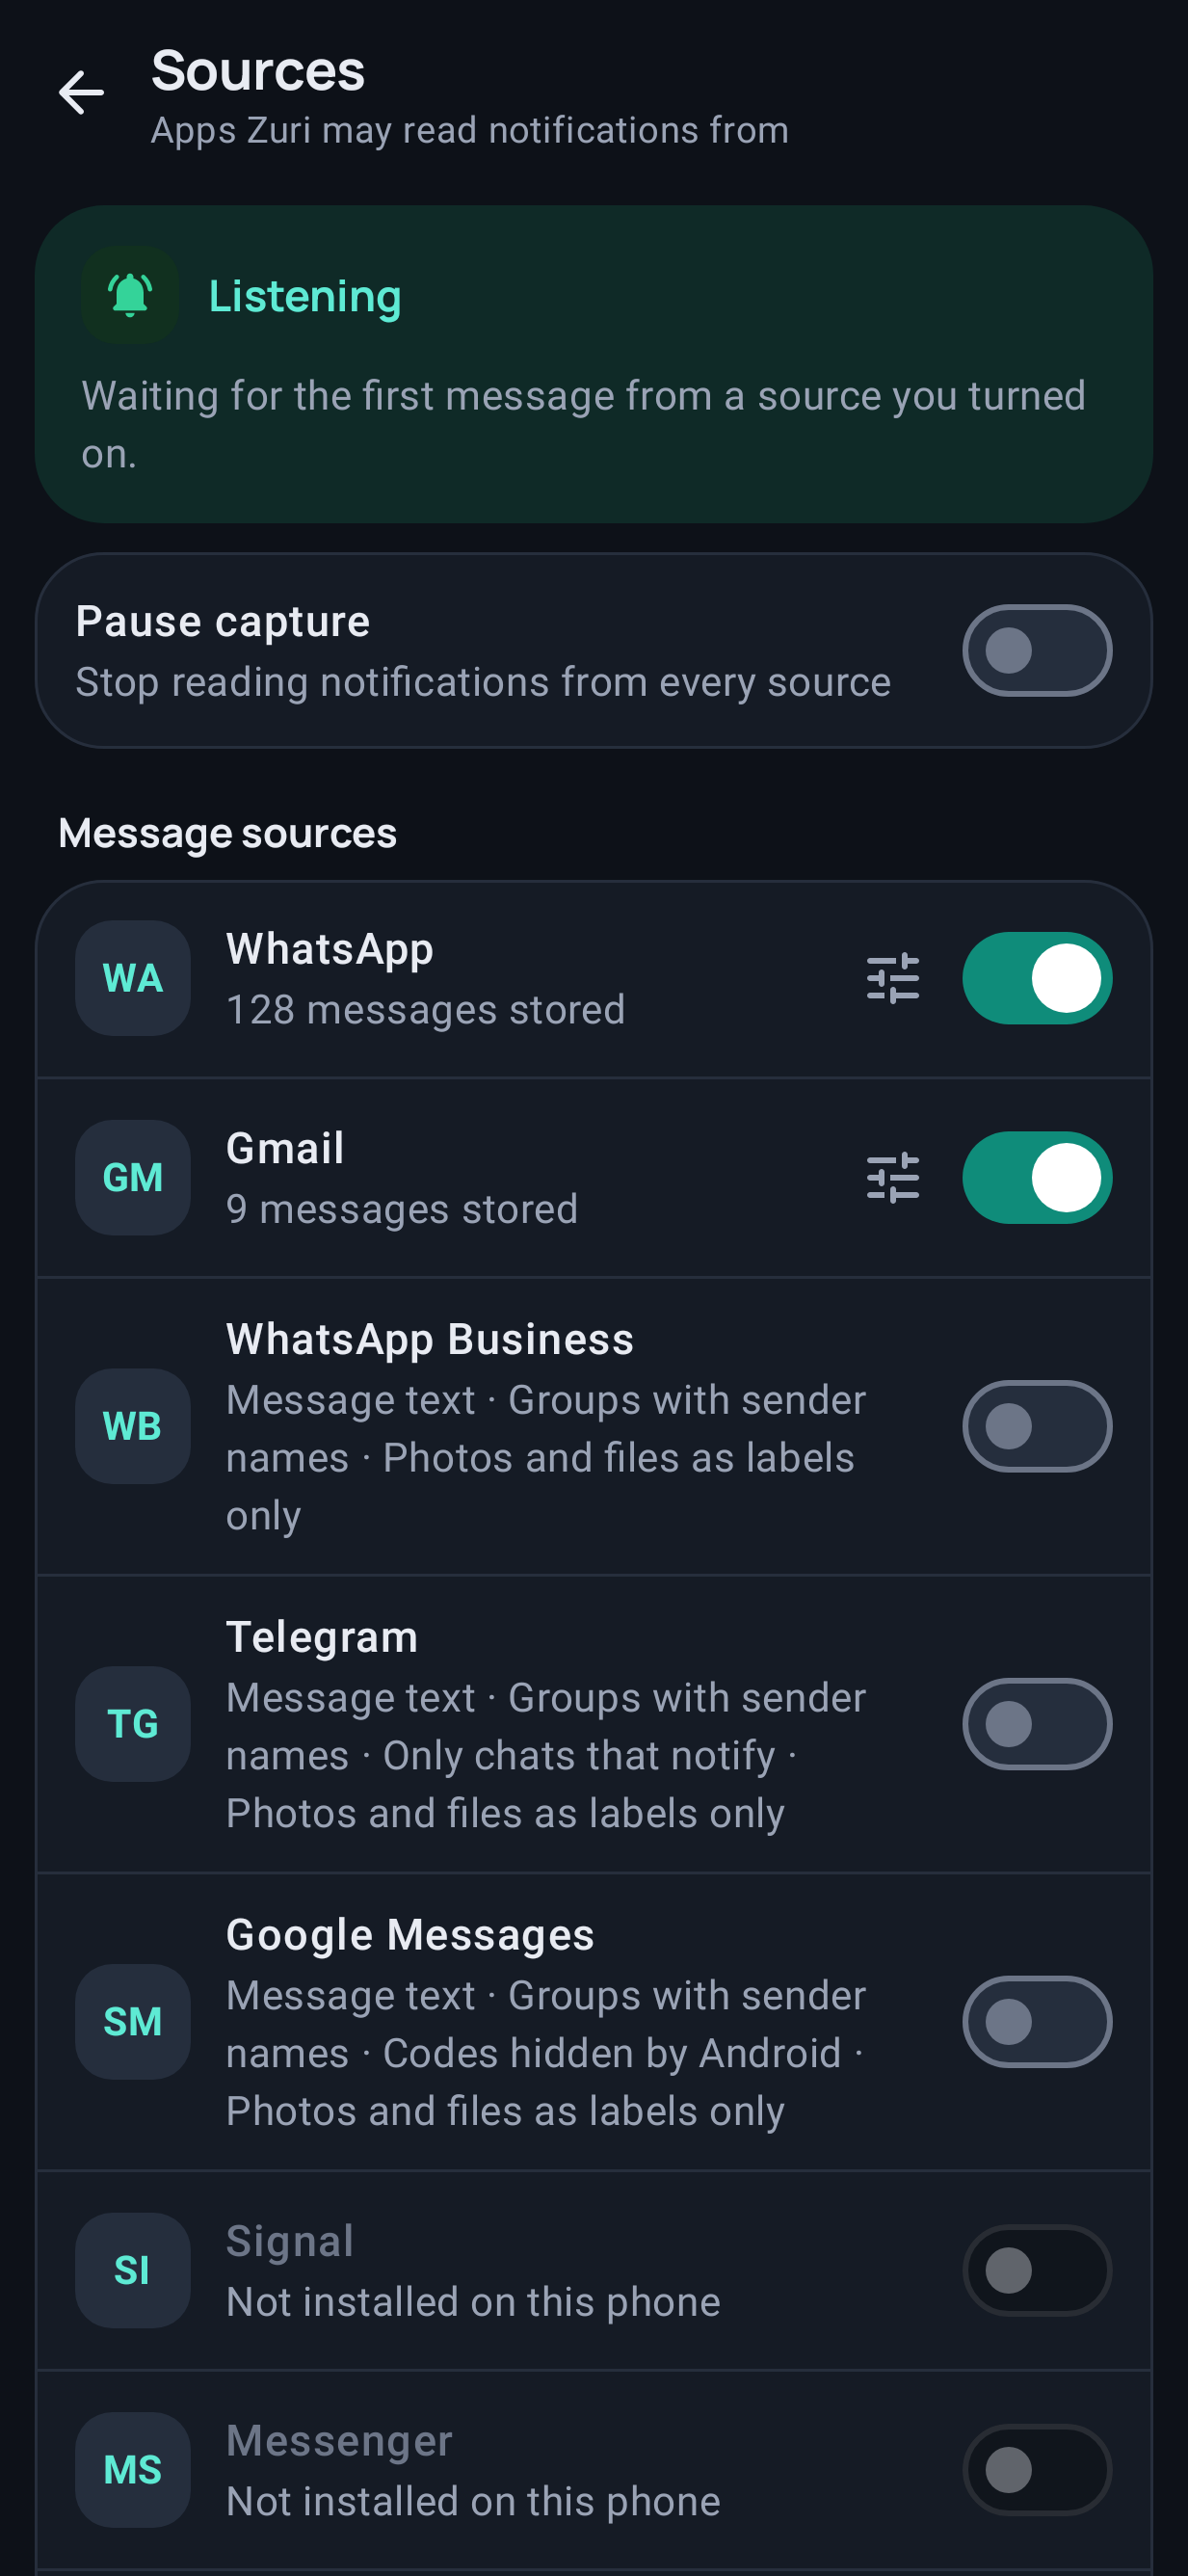 Sources
Apps Zuri may read notifications from
Listening
Waiting for the first message from a source you turned
on.
Pause capture
Stop reading notifications from every source
Message sources
WA
WhatsApp
128 messages stored
GM
Gmail
9 messages stored
WB
WhatsApp Business
Message text · Groups with sender
names · Photos and files as labels
only
TG
Telegram
Message text · Groups with sender
names · Only chats that notify ·
Photos and files as labels only
SM
Google Messages
Message text · Groups with sender
names · Codes hidden by Android ·
Photos and files as labels only
SI
Signal
Not installed on this phone
MS
Messenger
Not installed on this phone